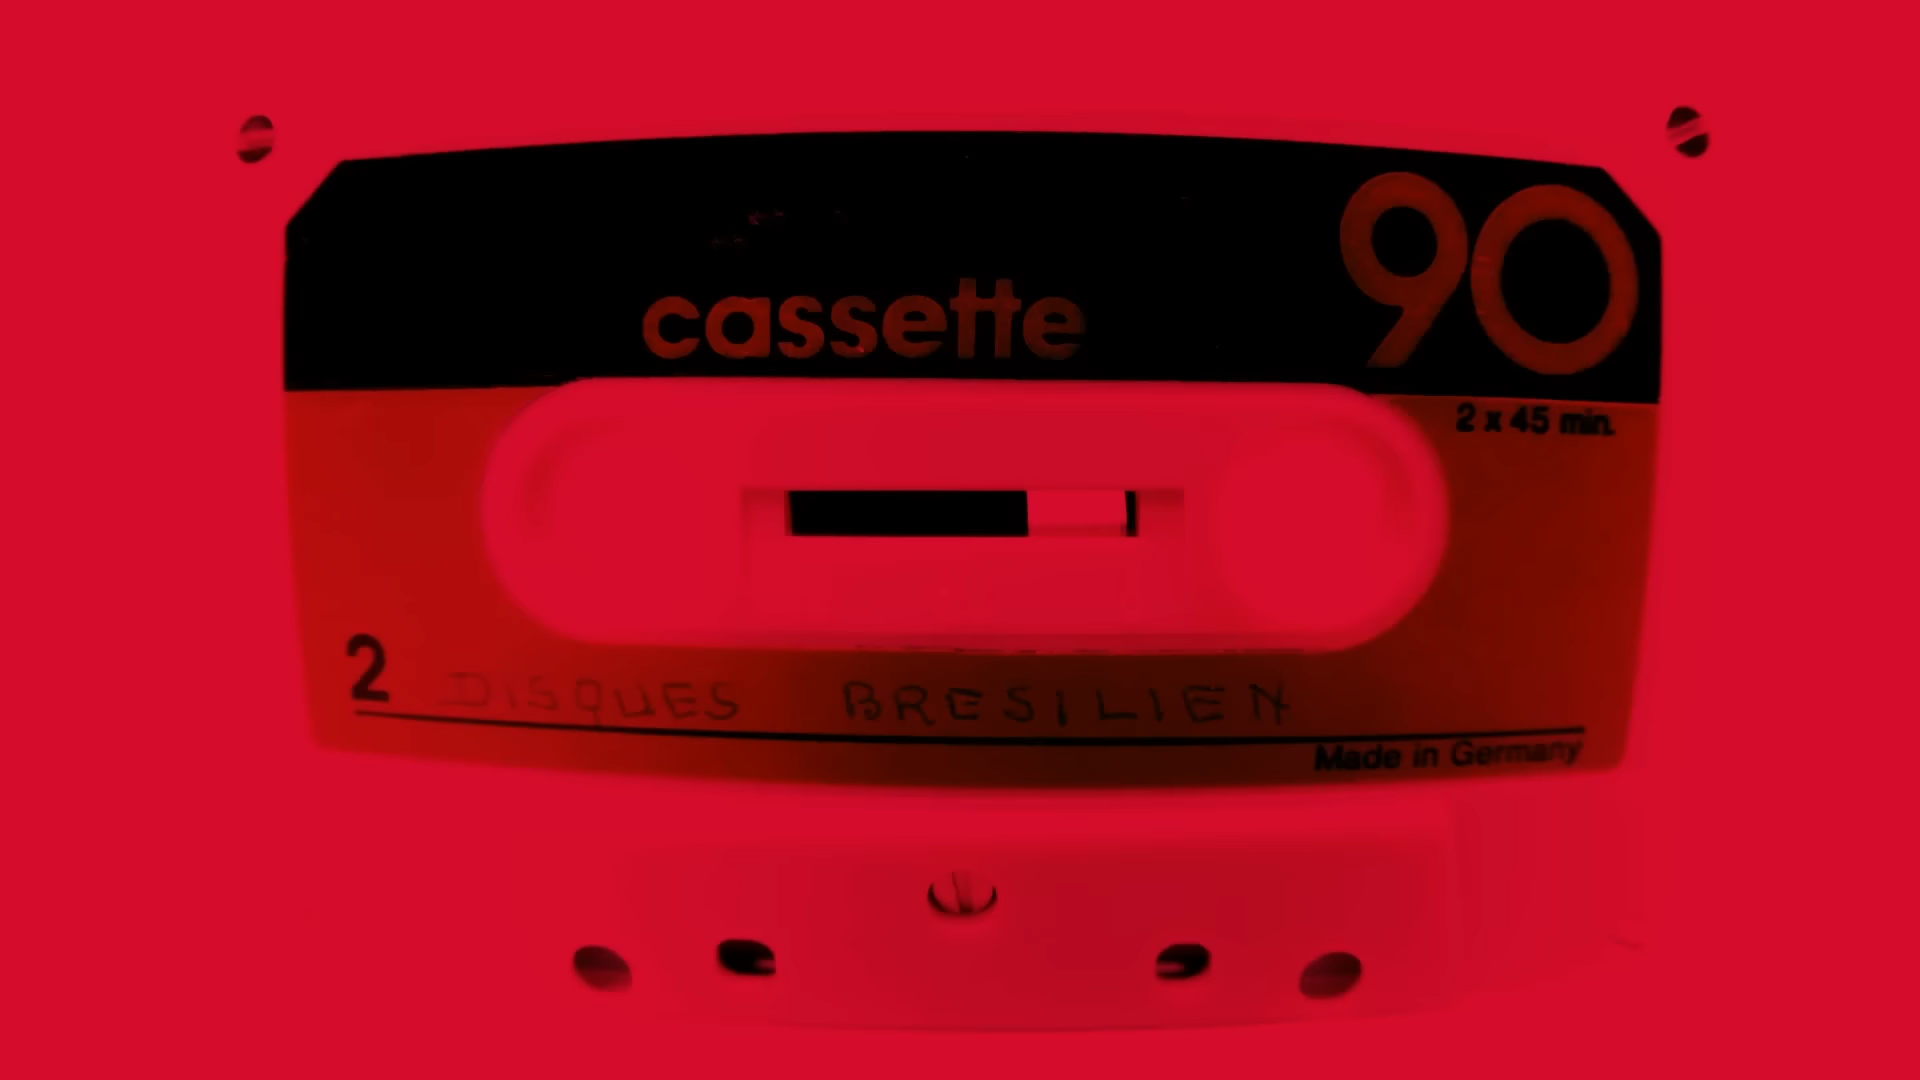 cassette 90
2 x 45 min.
2 DISQUES BRESILIEN
Made in Germany